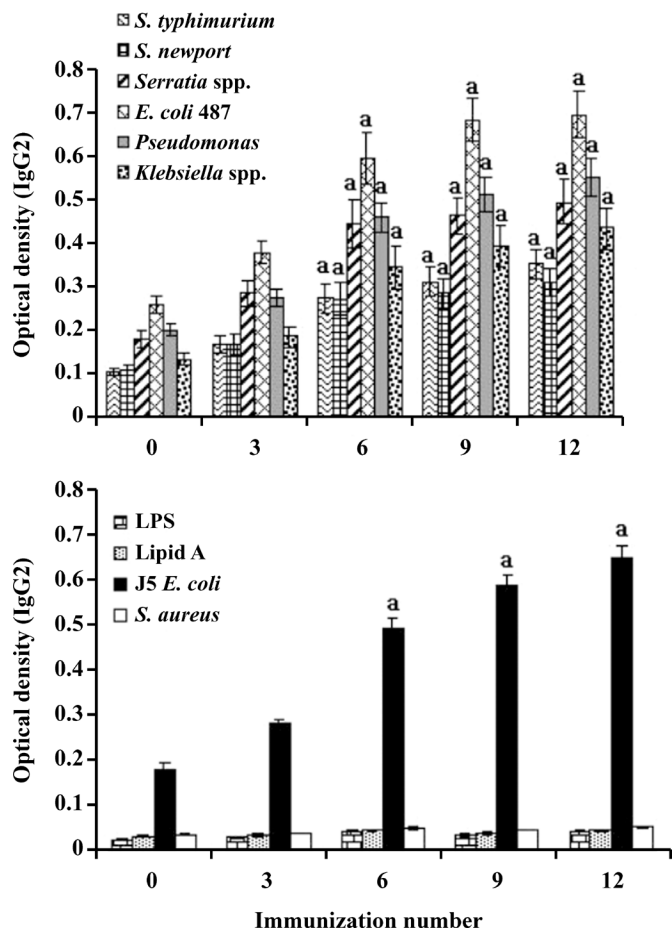 S. typhimurium
S. newport
Serratia spp.
E. coli 487
Pseudomonas
Klebsiella spp.
Optical density (IgG2)
0.8
0.7
0.6
0.5
0.4
0.3
0.2
0.1
0
a a a a a a
a a a a a a
a a a a a a
0 3 6 9 12
LPS
Lipid A
J5 E. coli
S. aureus
Optical density (IgG2)
0.8
0.7
0.6
0.5
0.4
0.3
0.2
0.1
0
a a a
0 3 6 9 12
Immunization number